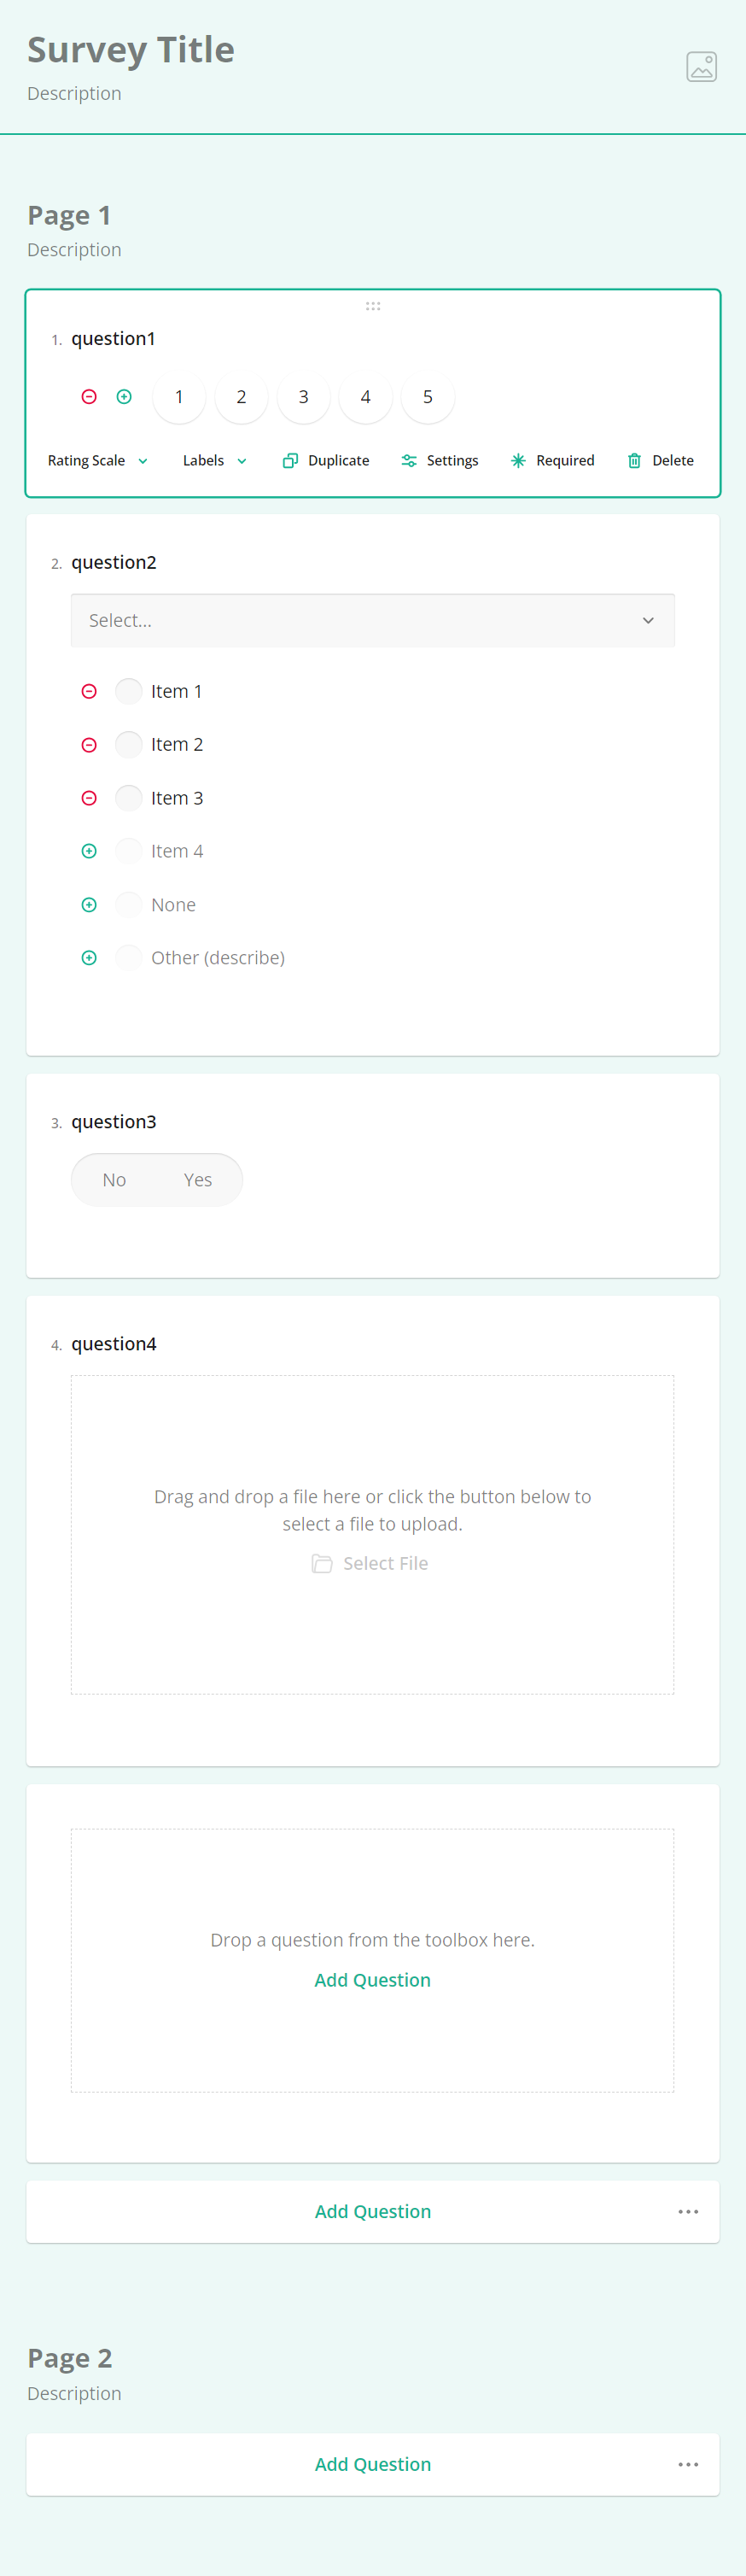 Survey Title
Description
Page 1
Description
1. question1
1 2 3 4 5
Rating Scale Labels Duplicate Settings Required Delete
2. question2
Select...
Item 1
Item 2
Item 3
Item 4
None
Other (describe)
3. question3
No Yes
4. question4
Drag and drop a file here or click the button below to
select a file to upload.
Select File
Drop a question from the toolbox here.
Add Question
Add Question
Page 2
Description
Add Question